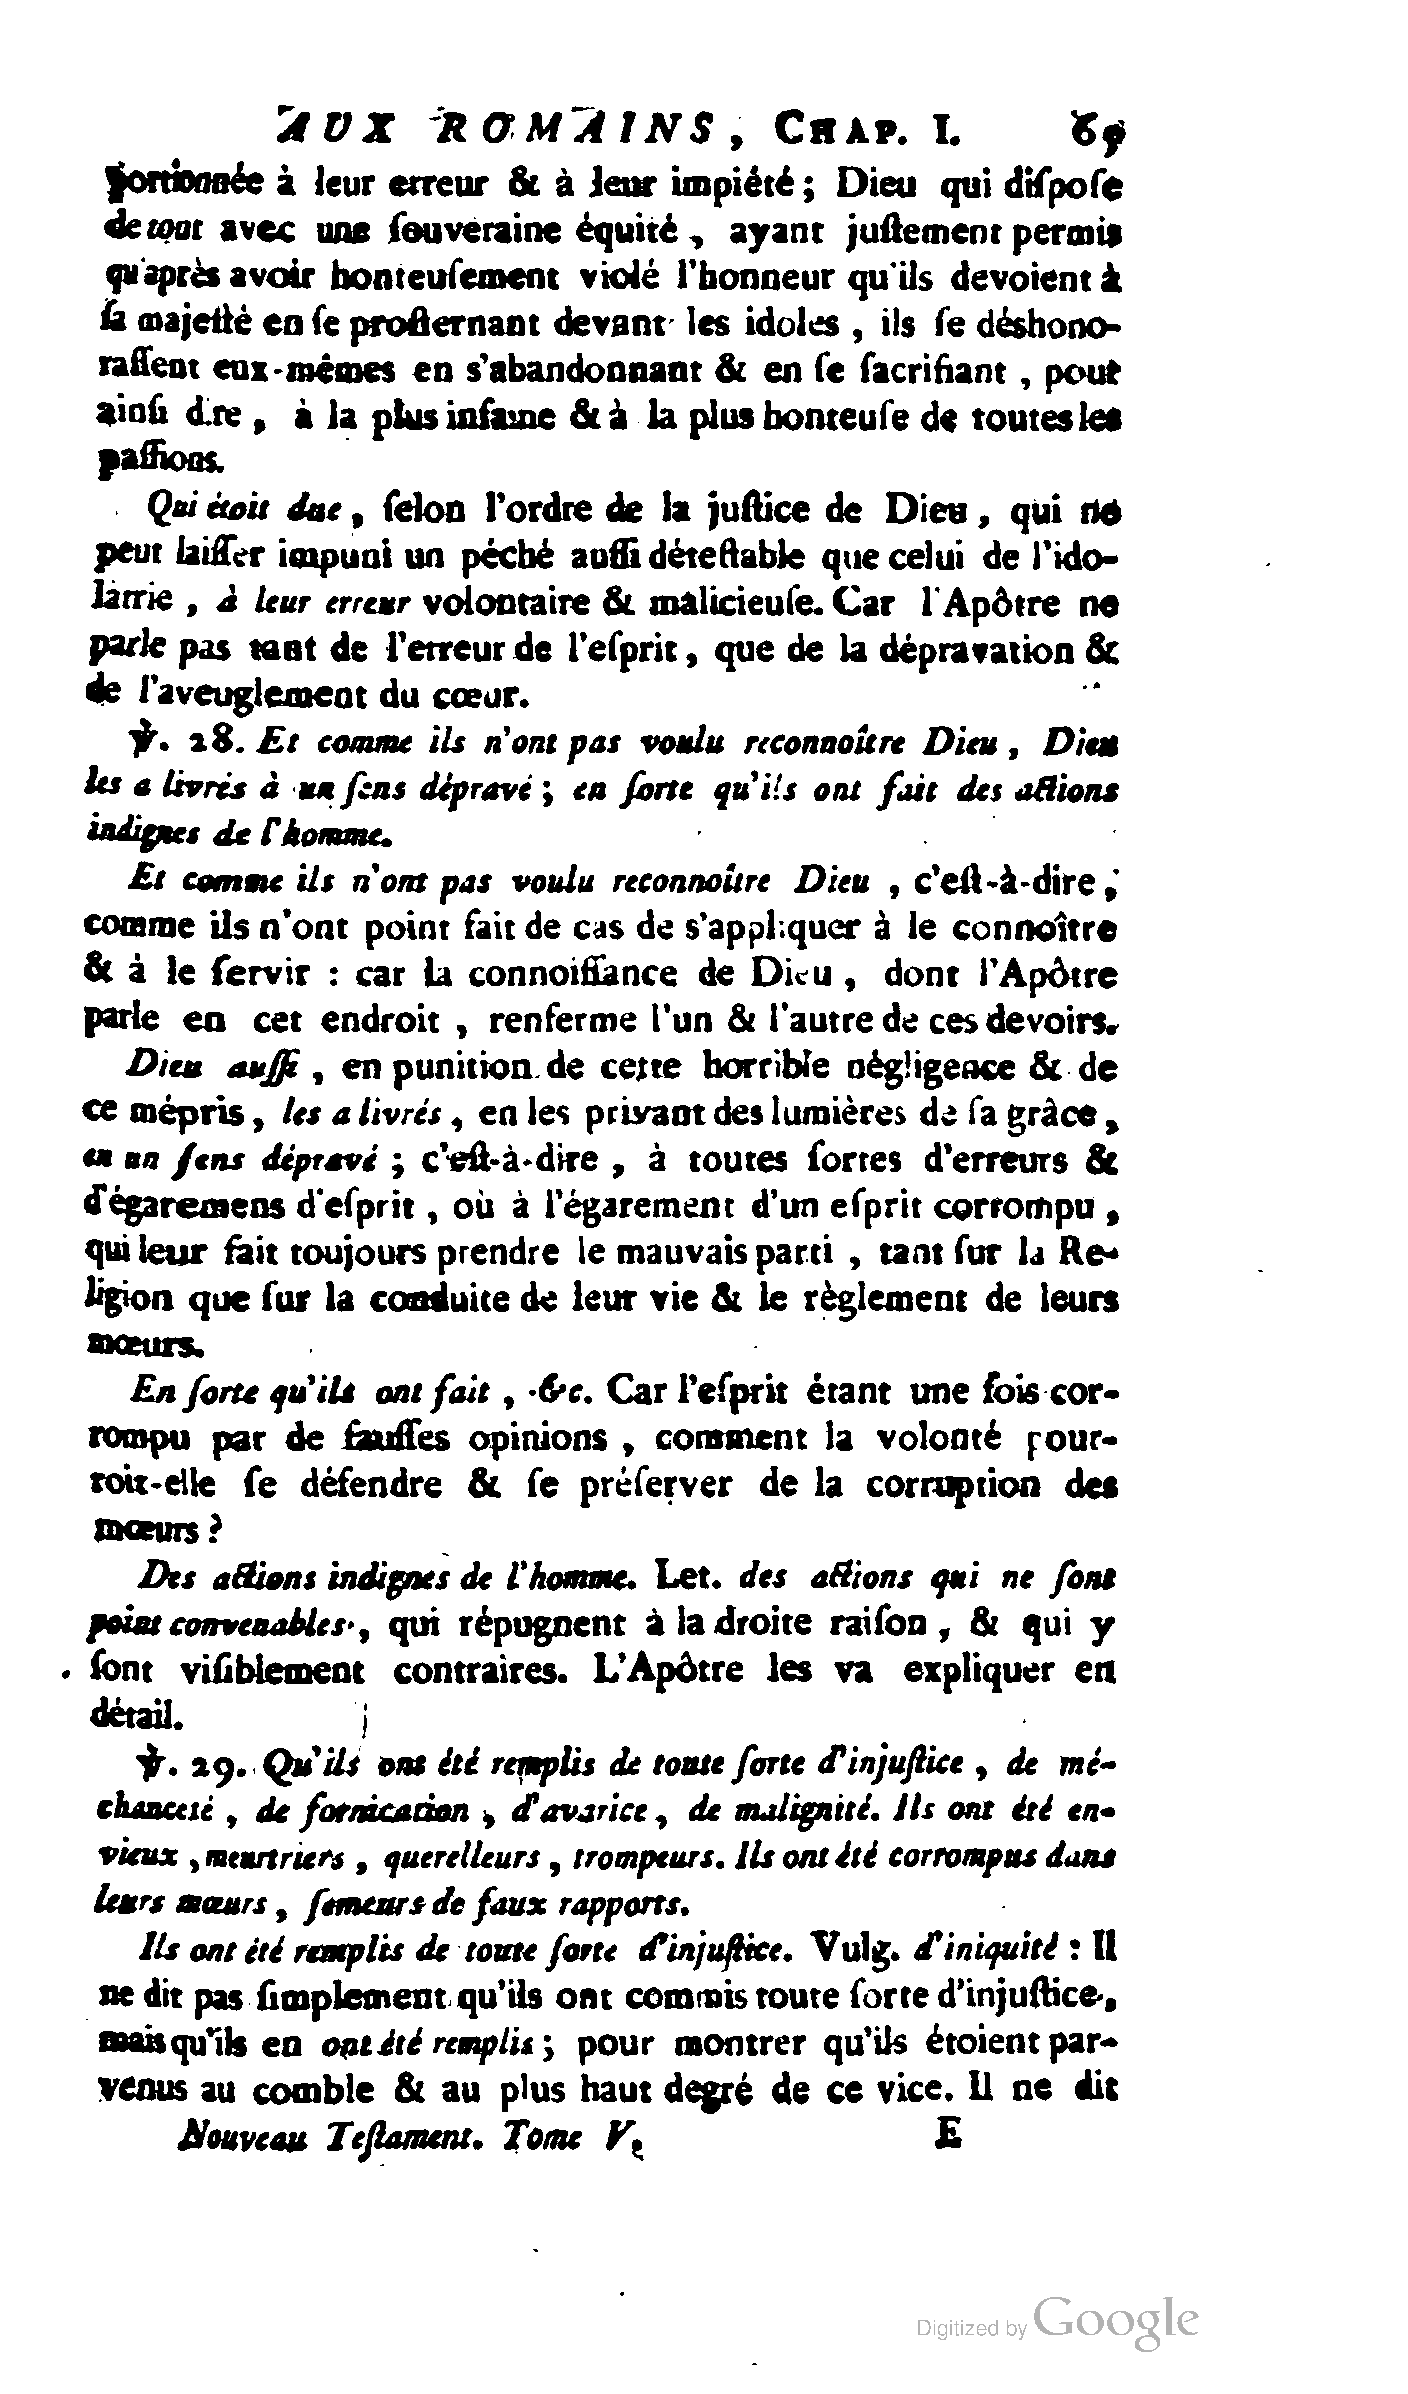 AUX ROMAINS, CHAP. I. 69
portionnée à leur erreur & à leur impiété; Dieu qui diſpoſe
de tout avec une ſouveraine équité, ayant juſtement permis
qu'après avoir honteuſement violé l'honneur qu'ils devoient à
ſa majeſté en ſe proſternant devant les idoles, ils ſe déshono-
raſſent eux-mêmes en s'abandonnant & en ſe ſacrifiant, pour
ainſi dire, à la plus infame & à la plus honteuſe de toutes les
paſſions.
Qui étoit due, ſelon l'ordre de la juſtice de Dieu, qui ne
peut laiſſer impuni un péché auſſi déteſtable que celui de l'ido-
latrie, à leur erreur volontaire & malicieuſe. Car l'Apôtre ne
parle pas tant de l'erreur de l'eſprit, que de la dépravation &
de l'aveuglement du cœur.
℣. 28. Et comme ils n'ont pas voulu reconnoître Dieu, Dieu
les a livrés à un ſens dépravé; en ſorte qu'ils ont fait des actions
indignes de l'homme.
Et comme ils n'ont pas voulu reconnoître Dieu, c'eſt-à-dire,
comme ils n'ont point fait de cas de s'appliquer à le connoître
& à le ſervir : car la connoiſſance de Dieu, dont l'Apôtre
parle en cet endroit, renferme l'un & l'autre de ces devoirs.
Dieu auſſi, en punition de cette horrible négligence & de
ce mépris, les a livrés, en les privant des lumières de ſa grâce,
en un ſens dépravé; c'eſt-à-dire, à toutes ſortes d'erreurs &
d'égaremens d'eſprit, où à l'égarement d'un eſprit corrompu,
qui leur fait toujours prendre le mauvais parti, tant ſur la Re-
ligion que ſur la conduite de leur vie & le règlement de leurs
mœurs.
En ſorte qu'ils ont fait, &c. Car l'eſprit étant une fois cor-
rompu par de fauſſes opinions, comment la volonté pour-
roit-elle ſe défendre & ſe préſerver de la corruption des
mœurs?
Des actions indignes de l'homme. Let. des actions qui ne ſont
point convenables, qui répugnent à la droite raiſon, & qui y
ſont viſiblement contraires. L'Apôtre les va expliquer en
détail.
℣. 29. Qu'ils ont été remplis de toute ſorte d'injuſtice, de mé-
chanceté, de fornication, d'avarice, de malignité. Ils ont été en-
vieux, meurtriers, querelleurs, trompeurs. Ils ont été corrompus dans
leurs mœurs, ſemeurs de faux rapports.
Ils ont été remplis de toute ſorte d'injuſtice. Vulg. d'iniquité : Il
ne dit pas ſimplement qu'ils ont commis toute ſorte d'injuſtice,
mais qu'ils en ont été remplis; pour montrer qu'ils étoient par-
venus au comble & au plus haut degré de ce vice. Il ne dit
Nouveau Teſtament. Tome V. E
Digitized by Google